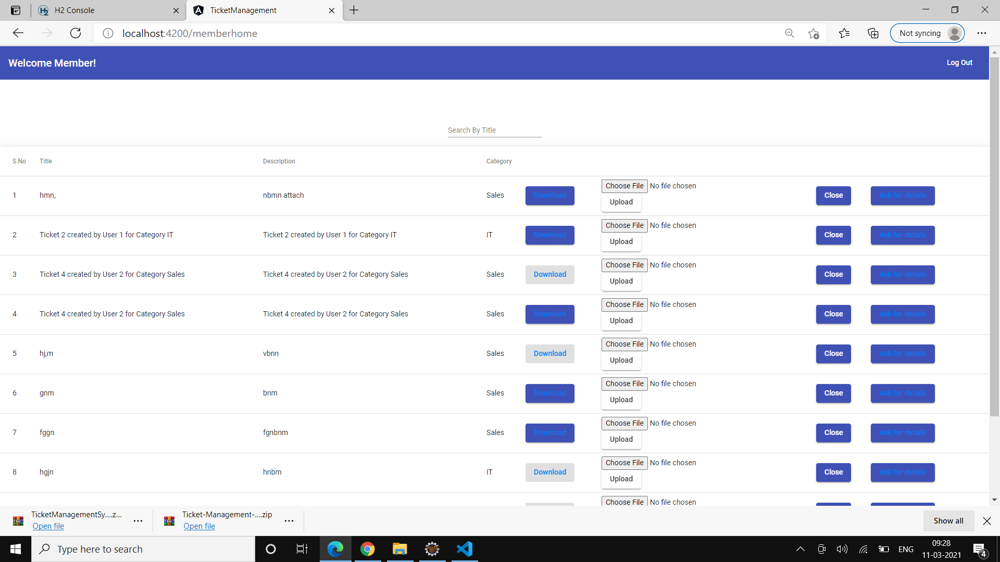 H2 Console
TicketManagement
localhost:4200/memberhome
Not syncing
Welcome Member!
Log Out
Search By Title
S.No Title Description Category
1 hmn, nbmn attach Sales Download Choose File No file chosen Upload Close Ask for details
2 Ticket 2 created by User 1 for Category IT Ticket 2 created by User 1 for Category IT IT Download Choose File No file chosen Upload Close Ask for details
3 Ticket 4 created by User 2 for Category Sales Ticket 4 created by User 2 for Category Sales Sales Download Choose File No file chosen Upload Close Ask for details
4 Ticket 4 created by User 2 for Category Sales Ticket 4 created by User 2 for Category Sales Sales Download Choose File No file chosen Upload Close Ask for details
5 hj,m vbnn Sales Download Choose File No file chosen Upload Close Ask for details
6 gnm bnm Sales Download Choose File No file chosen Upload Close Ask for details
7 fggn fgnbnm Sales Download Choose File No file chosen Upload Close Ask for details
8 hgjn hnbm IT Download Choose File No file chosen Upload Close Ask for details
Choose File No file chosen
TicketManagementSy....z...
Open file
Ticket-Management-....zip
Open file
Show all
Type here to search
ENG
09:28
11-03-2021
4